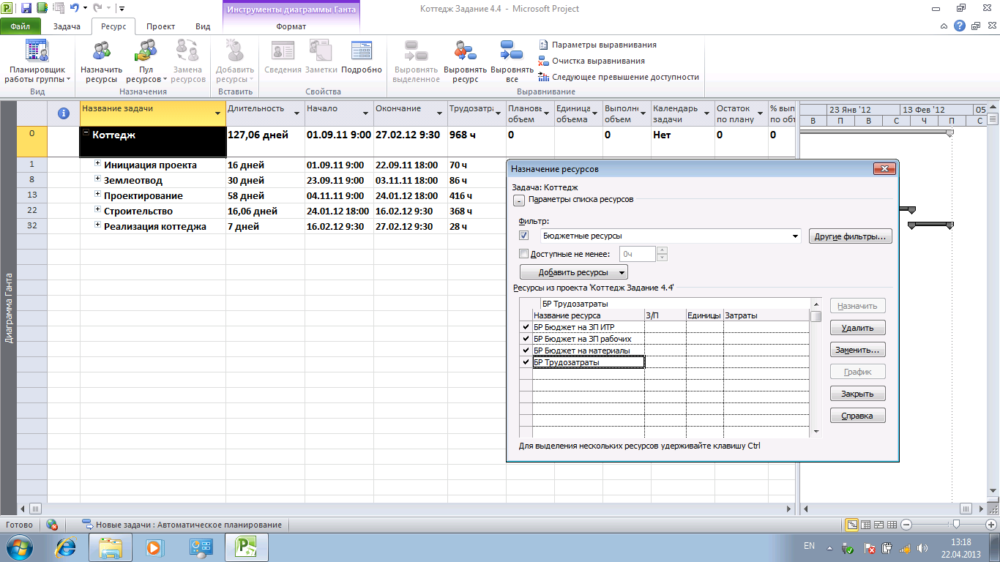 Инструменты диаграммы Ганта
Коттедж Задание 4.4 - Microsoft Project
Файл Задача Ресурс Проект Вид Формат
Планировщик работы группы
Назначить ресурсы
Пул ресурсов
Замена ресурсов
Добавить ресурсы
Сведения Заметки Подробно
Выровнять выделенное
Выровнять ресурс
Выровнять все
Параметры выравнивания
Очистка выравнивания
Следующее превышение доступности
Вид Назначения Вставить Свойства Выравнивание
Название задачи Длительность Начало Окончание Трудозатр Плановы объем Единица объема Выполне объем Календарь задачи Остаток по плану % вып по объ
23 Янв '12 13 Фев '12 05
В П В С Ч П С
0 Коттедж 127,06 дней 01.09.11 9:00 27.02.12 9:30 968 ч 0 0 Нет 0 0
1 Инициация проекта 16 дней 01.09.11 9:00 22.09.11 18:00 70 ч
8 Землеотвод 30 дней 23.09.11 9:00 03.11.11 18:00 86 ч
13 Проектирование 58 дней 04.11.11 9:00 24.01.12 18:00 416 ч
22 Строительство 16,06 дней 24.01.12 18:00 16.02.12 9:30 368 ч
32 Реализация коттеджа 7 дней 16.02.12 9:30 27.02.12 9:30 28 ч
Диаграмма Ганта
Назначение ресурсов
Задача: Коттедж
Параметры списка ресурсов
Фильтр:
Бюджетные ресурсы
Другие фильтры...
Доступные не менее: 0ч
Добавить ресурсы
Ресурсы из проекта 'Коттедж Задание 4.4'
БР Трудозатраты
Название ресурса З/П Единицы Затраты
БР Бюджет на ЗП ИТР
БР Бюджет на ЗП рабочих
БР Бюджет на материалы
БР Трудозатраты
Назначить
Удалить
Заменить...
График
Закрыть
Справка
Для выделения нескольких ресурсов удерживайте клавишу Ctrl
Готово Новые задачи : Автоматическое планирование
EN 13:18
22.04.2013